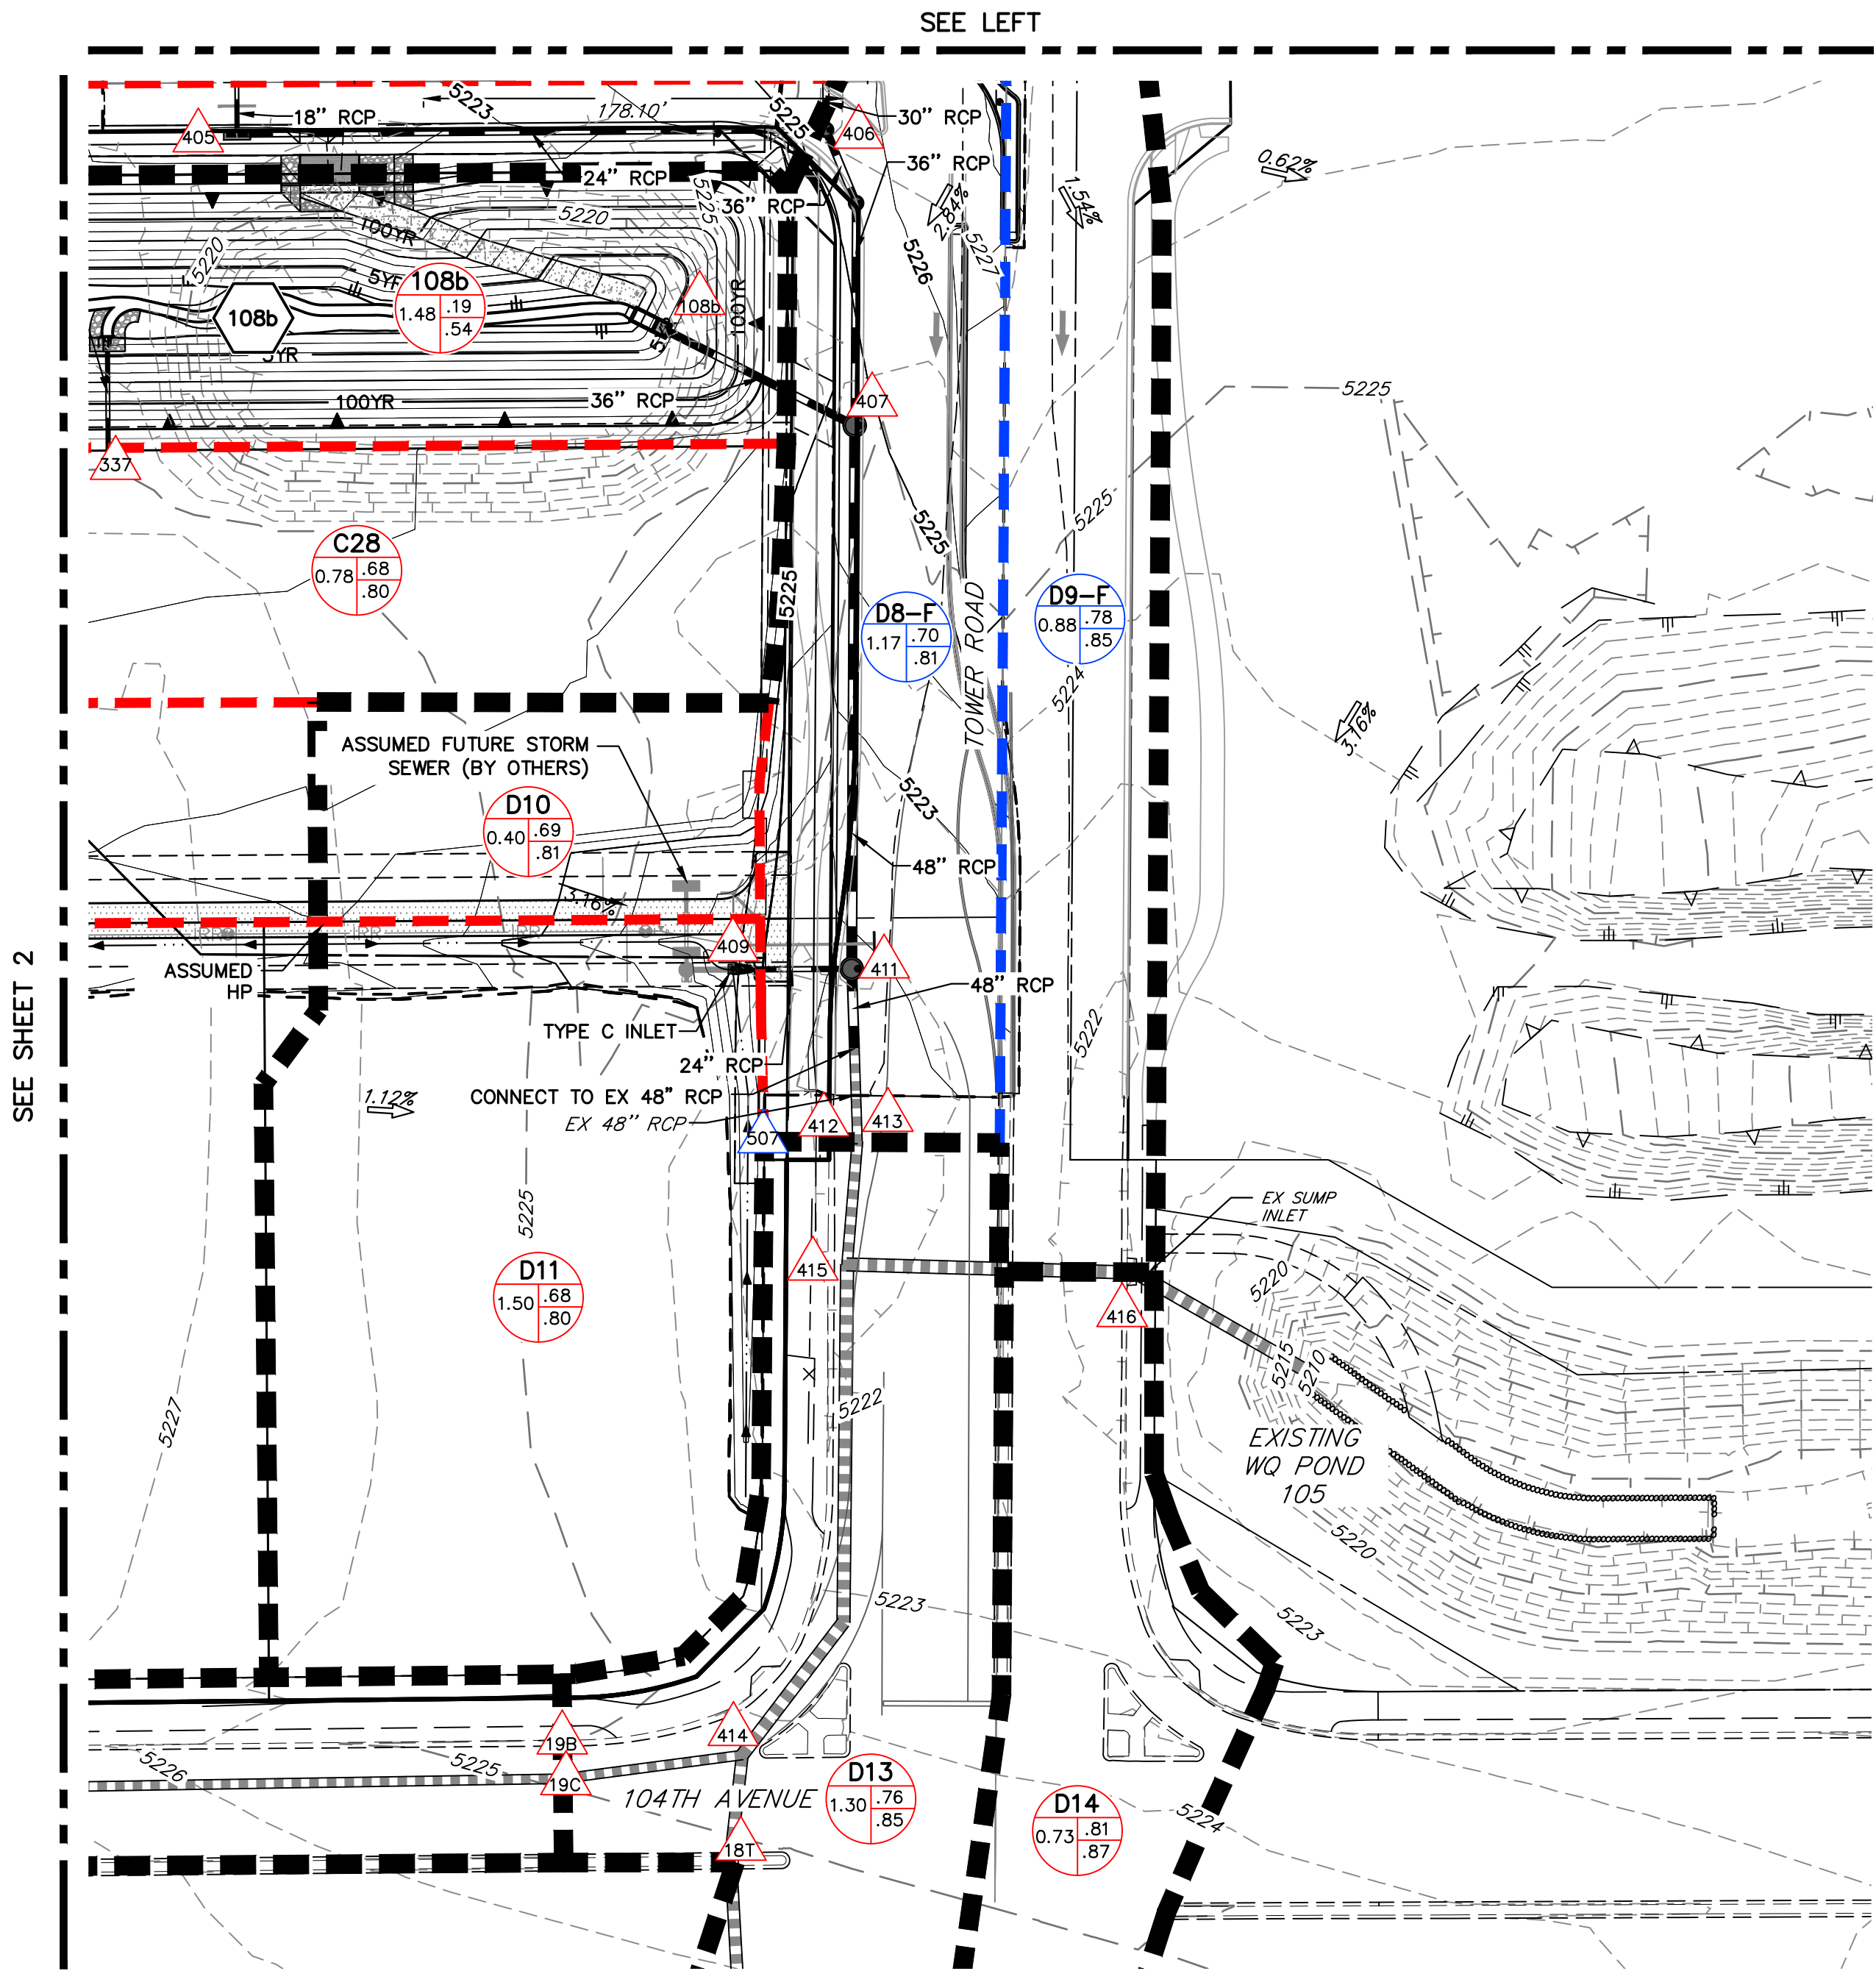 SEE LEFT
SEE SHEET 2
5223
178.10'
18" RCP
405
5225
30" RCP
406
36" RCP
24" RCP
36" RCP
5225
5220
100YR
5220
5YR
108b
108b
1.48
.19
.54
108b
100YR
5YR
100YR
36" RCP
407
337
2.84%
5227
5226
1.54%
0.62%
5225
5225
5225
C28
0.78
.68
.80
5225
D8-F
1.17
.70
.81
TOWER ROAD
D9-F
0.88
.78
.85
5224
3.16%
ASSUMED FUTURE STORM
SEWER (BY OTHERS)
D10
0.40
.69
.81
5223
48" RCP
3.16%
409
411
ASSUMED
HP
48" RCP
TYPE C INLET
24" RCP
5222
CONNECT TO EX 48" RCP
EX 48" RCP
1.12%
507
412
413
5225
EX SUMP
INLET
D11
1.50
.68
.80
415
416
5220
5215
5210
5222
5227
EXISTING
WQ POND
105
5220
5223
5223
414
19B
19C
5226
5225
104TH AVENUE
D13
1.30
.76
.85
D14
0.73
.81
.87
5224
18T